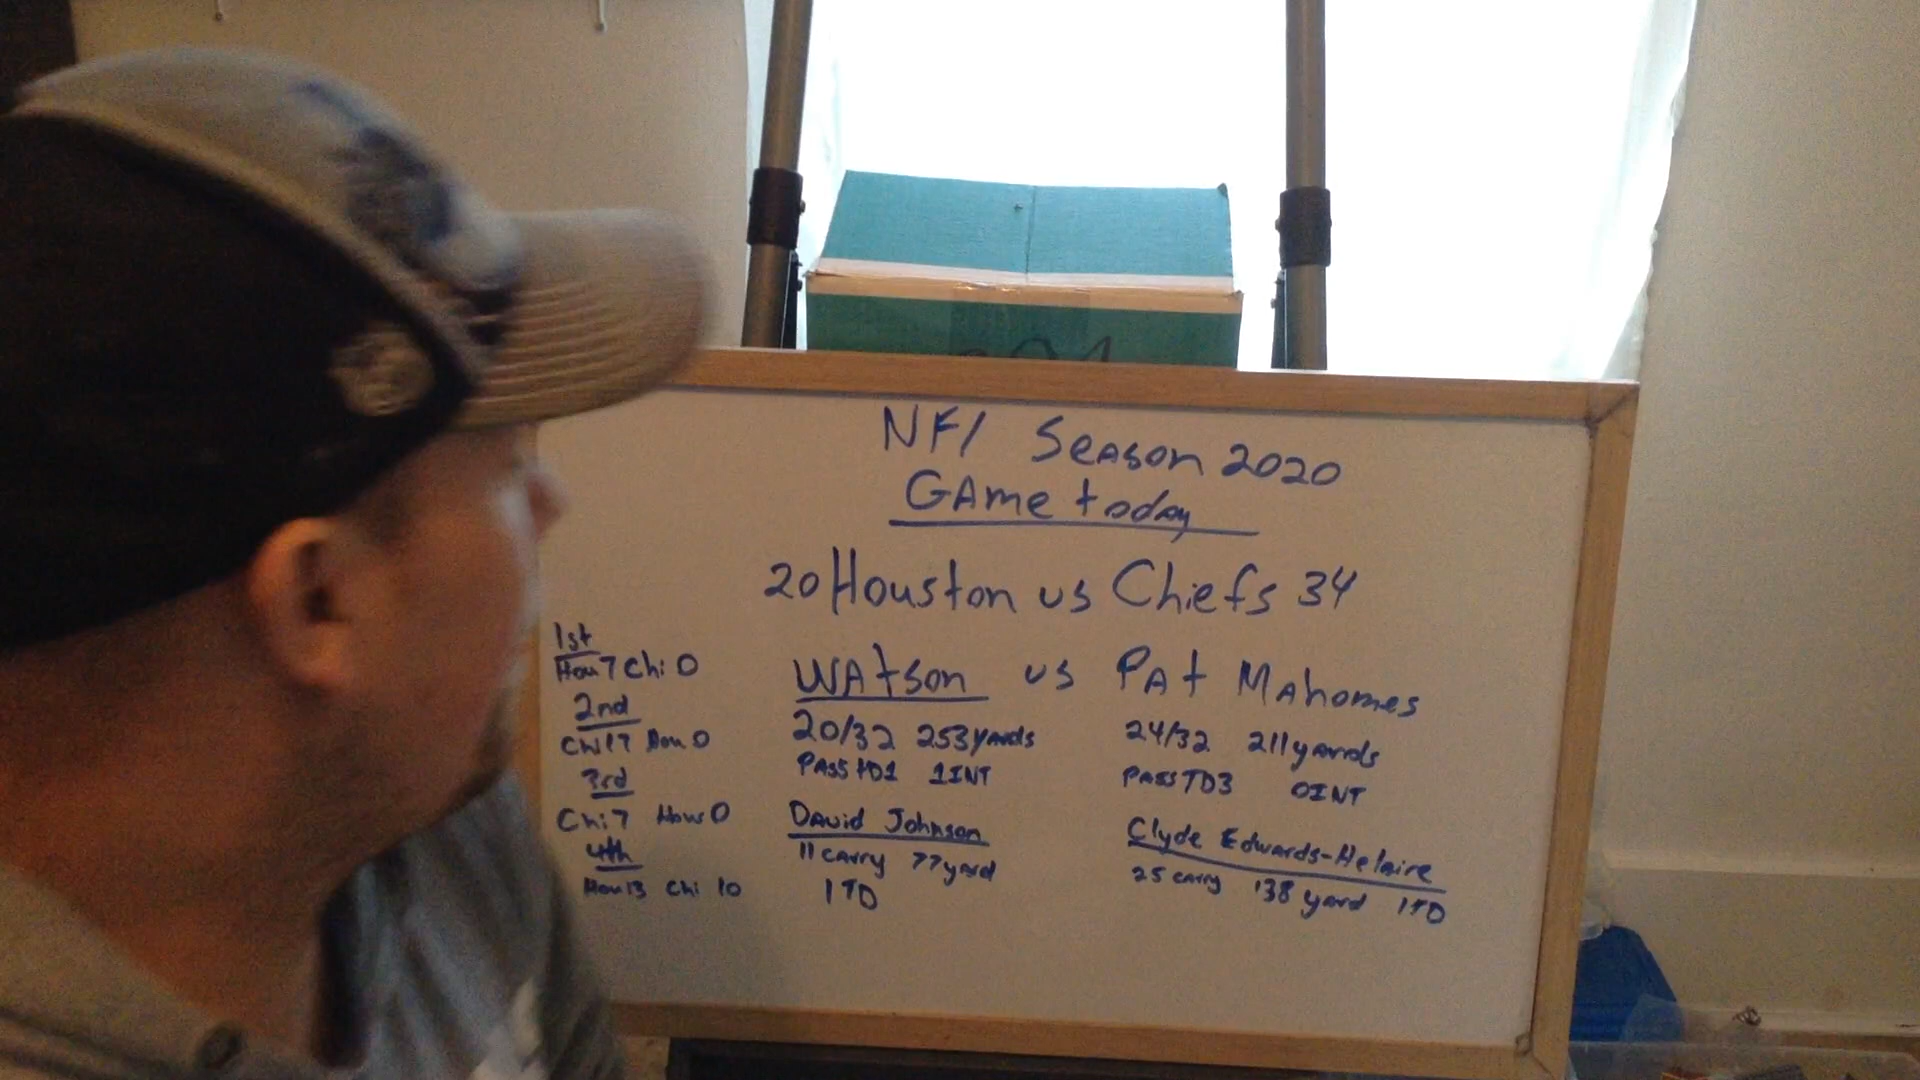 NFl Season 2020
GAme today
20 Houston vs Chiefs 34
1st
Hou 7 Chi 0
2nd
Chi 17 Hou 0
3rd
Chi 7 Hou 0
4th
Hou 13 Chi 10
WAtson vs PAt MAhomes
20/32 253 yards
PAss tD1 1INT
24/32 211 yards
PASS TD3 0INT
David Johnson
11 carry 77 yard
1TD
Clyde Edwards-Helaire
25 carry 138 yard 1TD